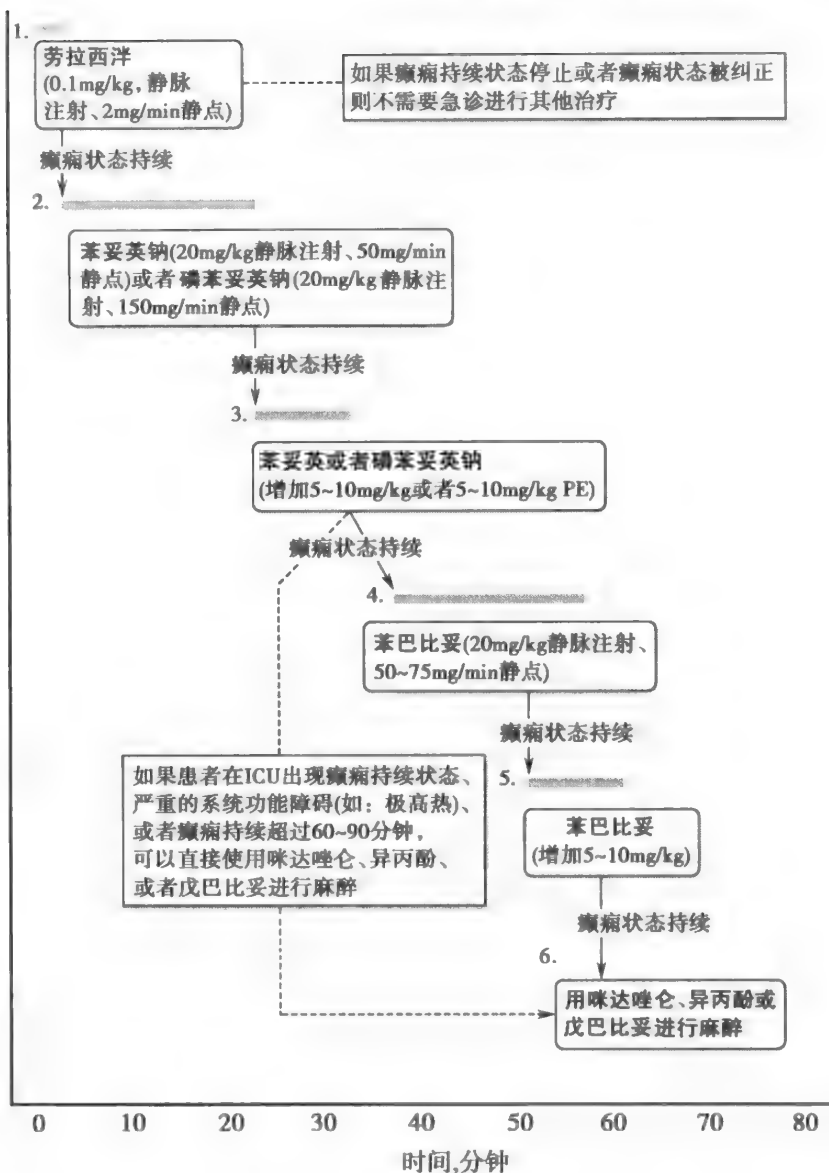 1.
劳拉西泮
(0.1mg/kg, 静脉
注射、2mg/min静点)
如果癫痫持续状态停止或者癫痫状态被纠正
则不需要急诊进行其他治疗
癫痫状态持续
2.
苯妥英钠(20mg/kg静脉注射、50mg/min
静点)或者磷苯妥英钠(20mg/kg静脉注
射、150mg/min静点)
癫痫状态持续
3.
苯妥英或者磷苯妥英钠
(增加5~10mg/kg或者5~10mg/kg PE)
癫痫状态持续
4.
苯巴比妥(20mg/kg静脉注射、
50~75mg/min静点)
癫痫状态持续
如果患者在ICU出现癫痫持续状态、
严重的系统功能障碍(如：极高热)、
或者癫痫持续超过60~90分钟，
可以直接使用咪达唑仑、异丙酚、
或者戊巴比妥进行麻醉
5.
苯巴比妥
(增加5~10mg/kg)
癫痫状态持续
6.
用咪达唑仑、异丙酚或
戊巴比妥进行麻醉
0 10 20 30 40 50 60 70 80
时间,分钟